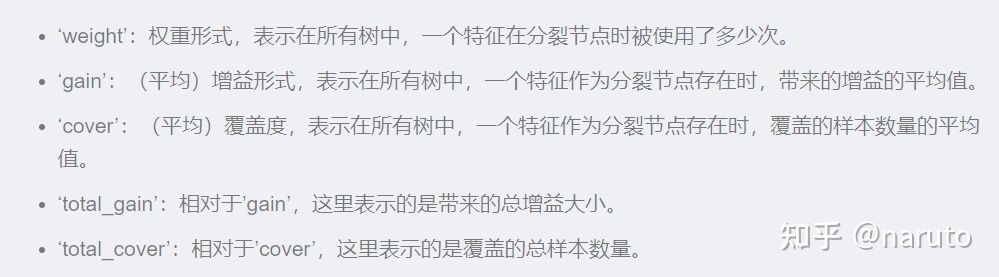 • ‘weight’：权重形式，表示在所有树中，一个特征在分裂节点时被使用了多少次。
• ‘gain’：（平均）增益形式，表示在所有树中，一个特征作为分裂节点存在时，带来的增益的平均值。
• ‘cover’：（平均）覆盖度，表示在所有树中，一个特征作为分裂节点存在时，覆盖的样本数量的平均
值。
• ‘total_gain’：相对于’gain’，这里表示的是带来的总增益大小。
• ‘total_cover’：相对于’cover’，这里表示的是覆盖的总样本数量。
知乎 @naruto